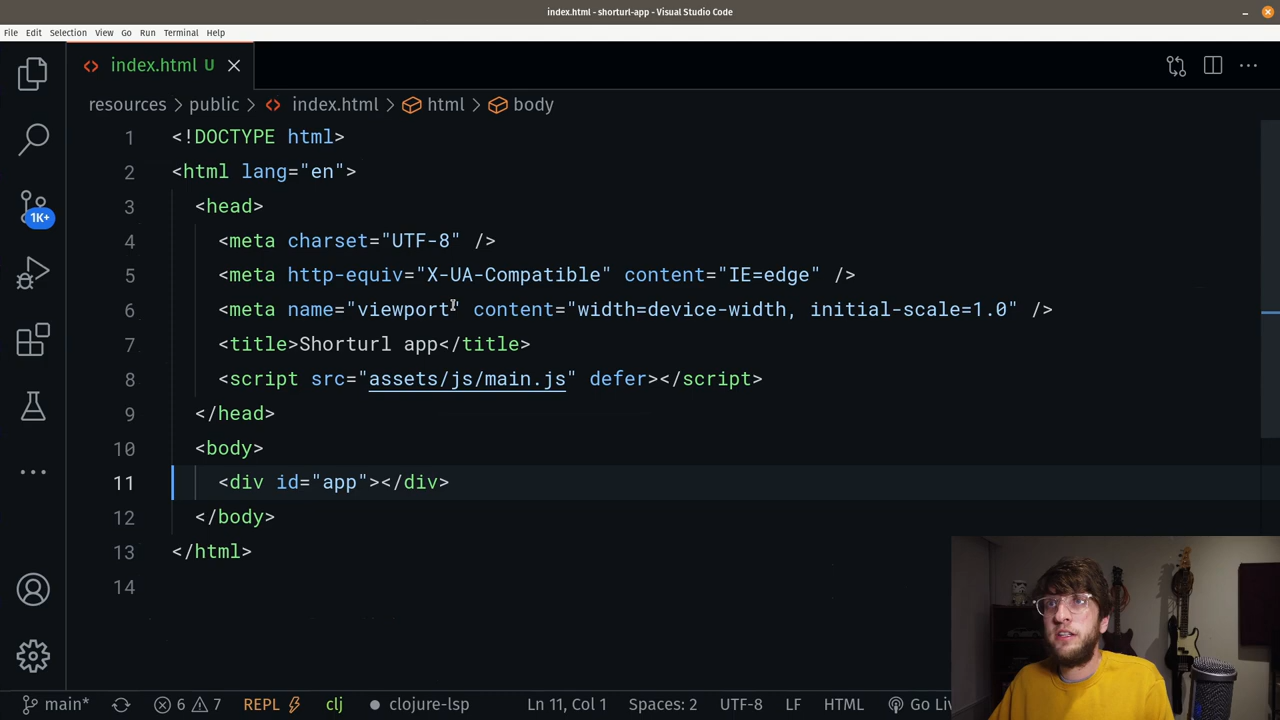 index.html - shorturl-app - Visual Studio Code
File Edit Selection View Go Run Terminal Help
index.html U
resources > public > index.html > html > body
1 <!DOCTYPE html>
2 <html lang="en">
3 <head>
4 <meta charset="UTF-8" />
5 <meta http-equiv="X-UA-Compatible" content="IE=edge" />
6 <meta name="viewport" content="width=device-width, initial-scale=1.0" />
7 <title>Shorturl app</title>
8 <script src="assets/js/main.js" defer></script>
9 </head>
10 <body>
11 <div id="app"></div>
12 </body>
13 </html>
14
1K+
main* 6 7 REPL clj clojure-lsp Ln 11, Col 1 Spaces: 2 UTF-8 LF HTML Go